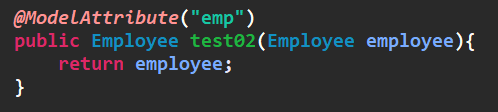 @ModelAttribute("emp")
public Employee test02(Employee employee){
    return employee;
}